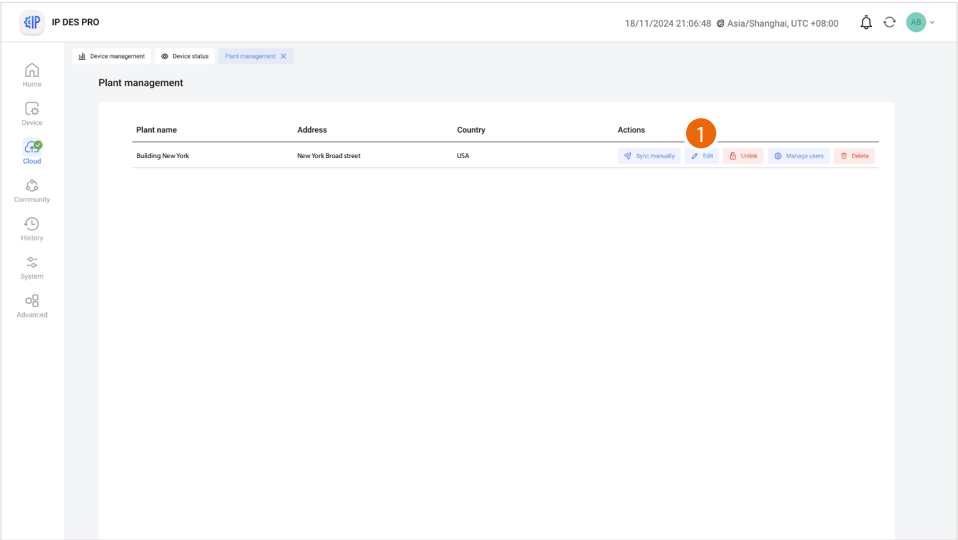 IP IP DES PRO 18/11/2024 21:06:48 Asia/Shanghai, UTC +08:00 AB
Device management Device status Plant management
Home
Plant management
Device
Plant name Address Country Actions 1
Building New York New York Broad street USA Sync manually Edit Unlink Manage users Delete
Cloud
Community
History
System
Advanced